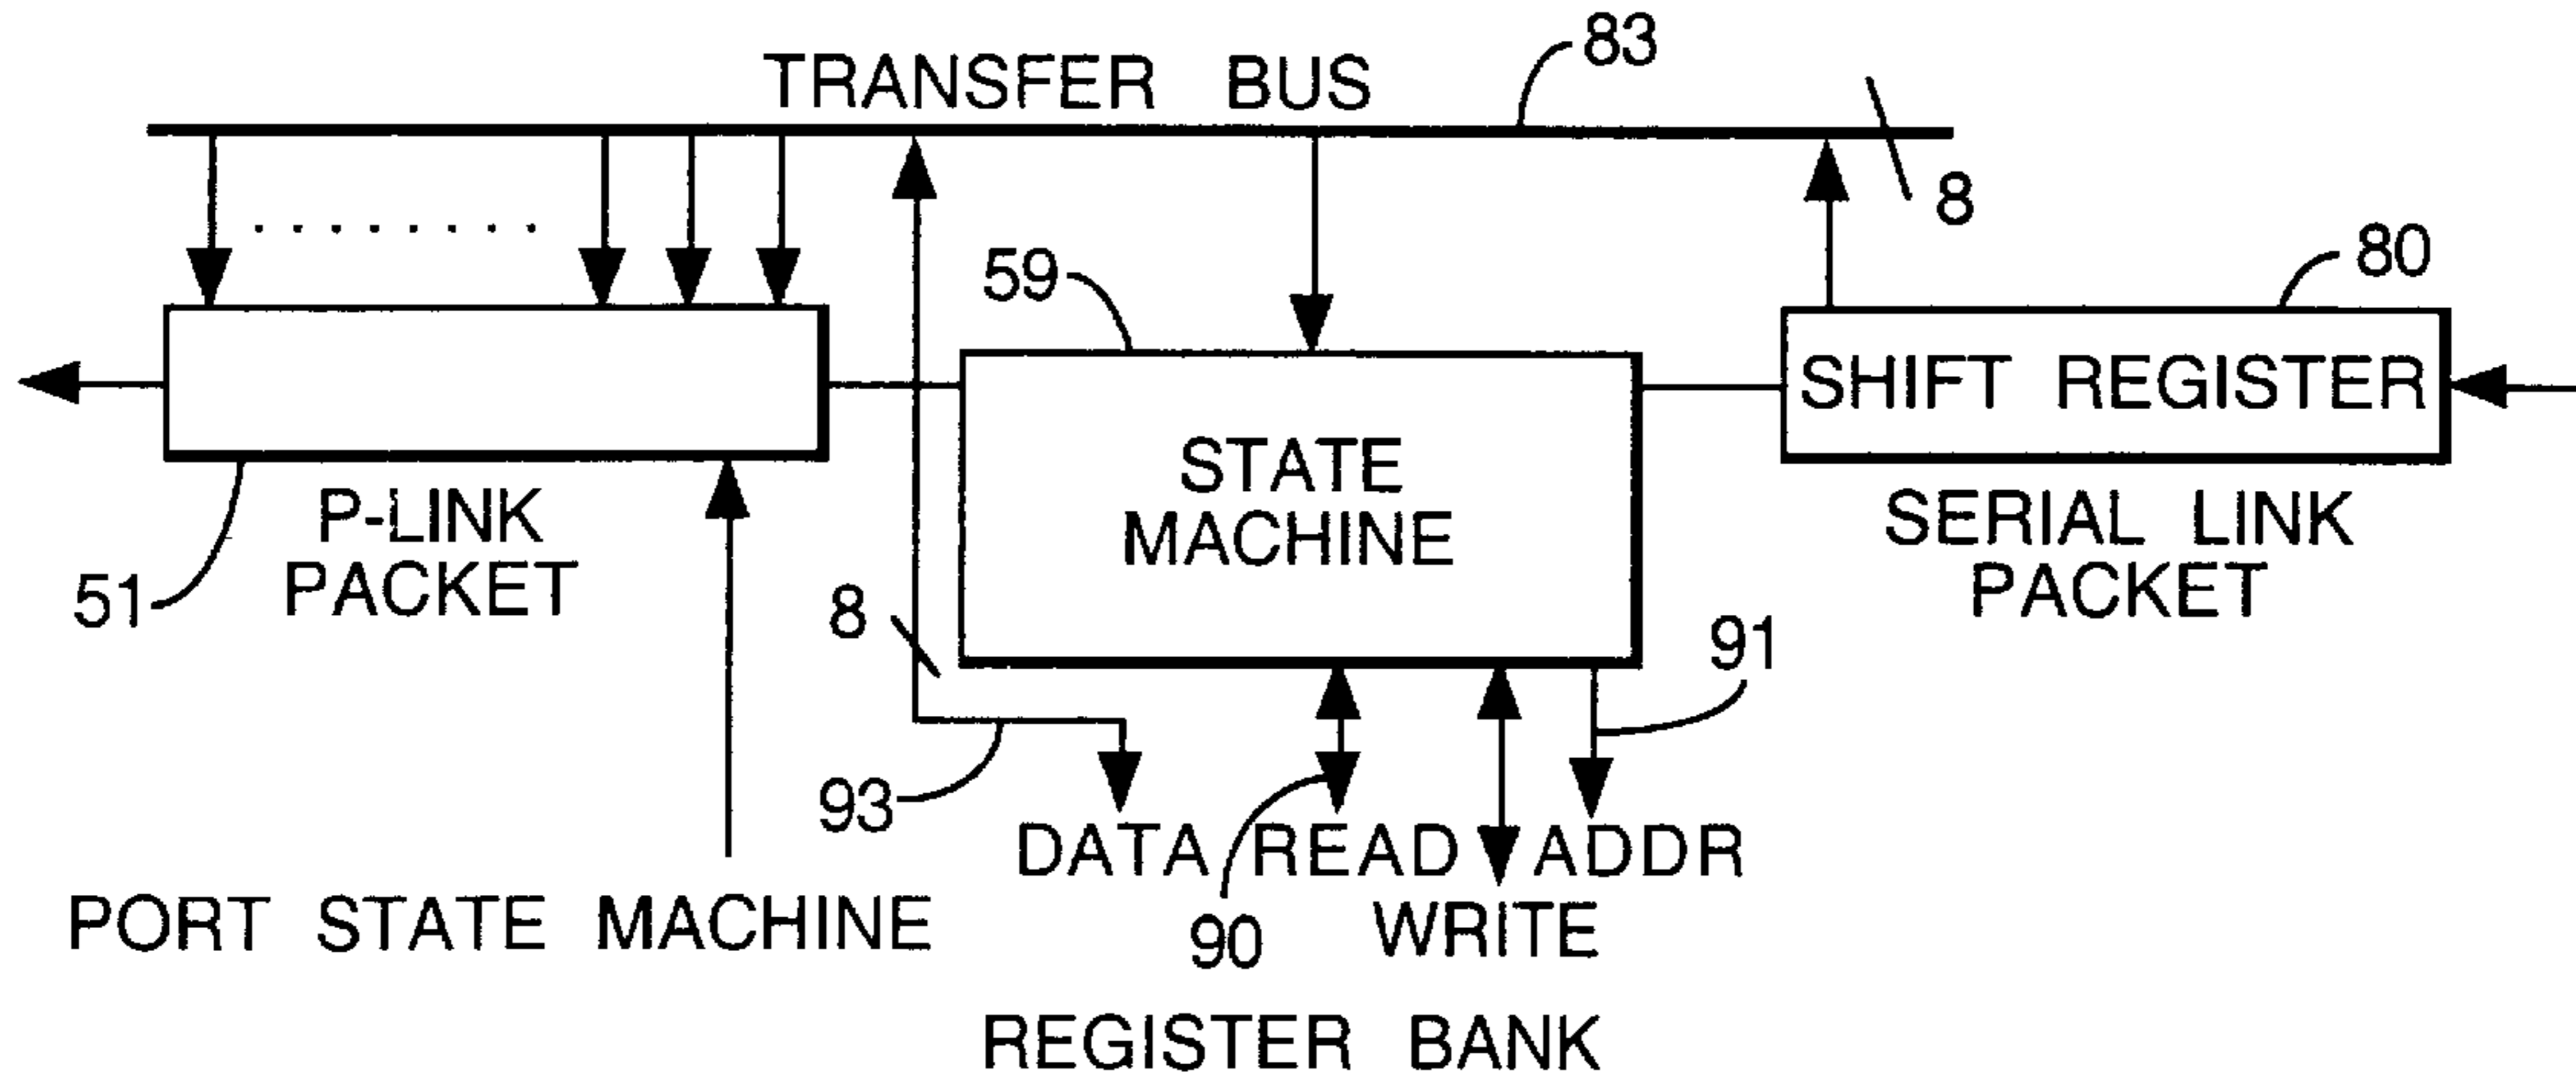 83
TRANSFER BUS
8
80
59
SHIFT REGISTER
STATE
MACHINE
P-LINK
PACKET
SERIAL LINK
PACKET
51
8
91
93
DATA READ ADDR
PORT STATE MACHINE
90
WRITE
REGISTER BANK